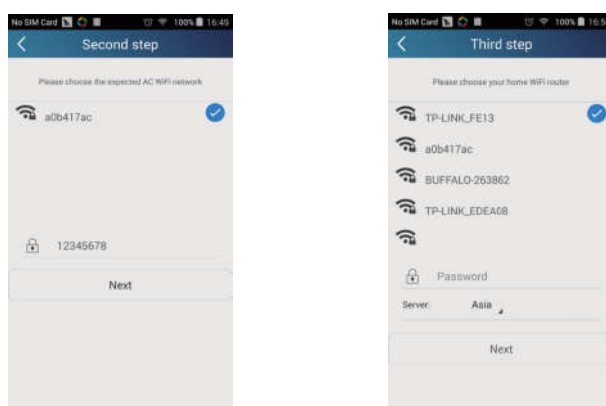 No SIM Card 100% 16:49
Second step
Please choose the expected AC WiFi network
a0b417ac
12345678
Next
No SIM Card 100% 16:5
Third step
Please choose your home WiFi router
TP-LINK_FE13
a0b417ac
BUFFALO-263862
TP-LINK_EDEA08
Password
Server: Asia
Next